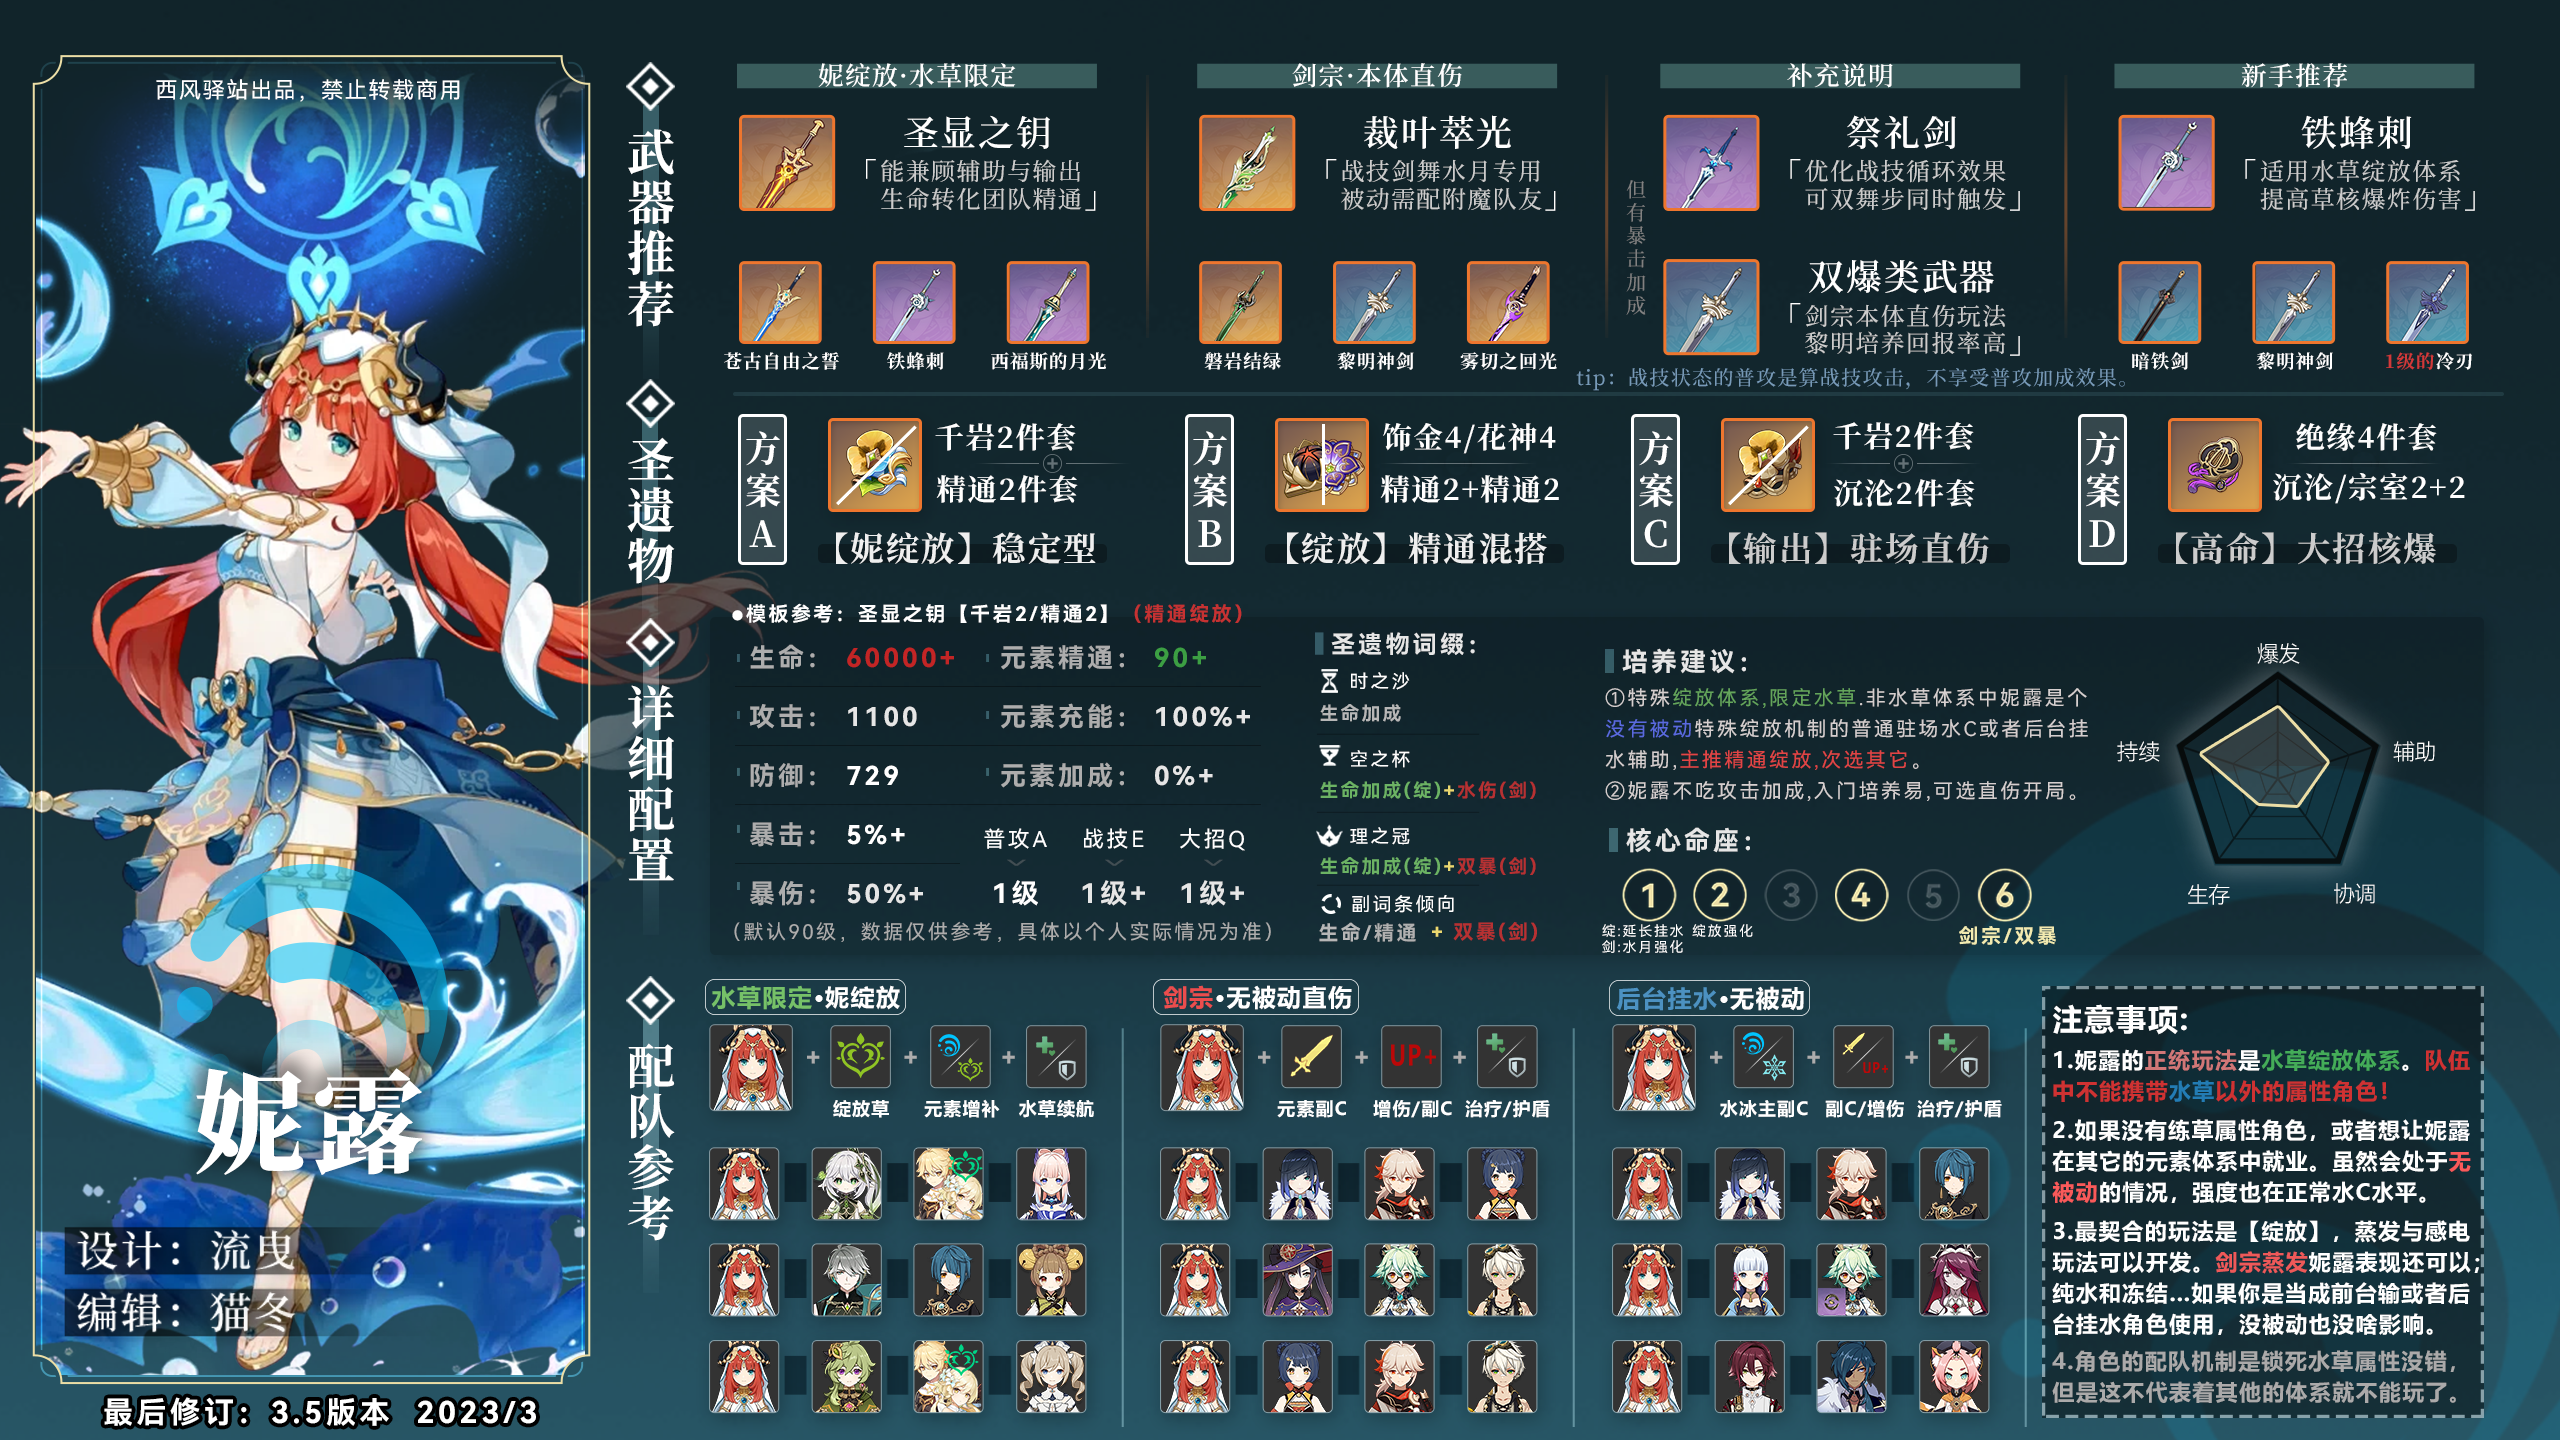 西风驿站出品，禁止转载商用
妮露
设计：流曳
编辑：猫冬
最后修订：3.5版本 2023/3
武器推荐
妮绽放·水草限定
圣显之钥
「能兼顾辅助与输出
生命转化团队精通」
苍古自由之誓
铁蜂刺
西福斯的月光
剑宗·本体直伤
裁叶萃光
「战技剑舞水月专用
被动需配附魔队友」
磐岩结绿
黎明神剑
雾切之回光
补充说明
祭礼剑
「优化战技循环效果
可双舞步同时触发」
但有暴击加成
双爆类武器
「剑宗本体直伤玩法
黎明培养回报率高」
tip：战技状态的普攻是算战技攻击，不享受普攻加成效果。
新手推荐
铁蜂刺
「适用水草绽放体系
提高草核爆炸伤害」
暗铁剑
黎明神剑
1级的冷刃
圣遗物
方案A
千岩2件套
精通2件套
【妮绽放】稳定型
方案B
饰金4/花神4
精通2+精通2
【绽放】精通混搭
方案C
千岩2件套
沉沦2件套
【输出】驻场直伤
方案D
绝缘4件套
沉沦/宗室2+2
【高命】大招核爆
详细配置
●模板参考：圣显之钥【千岩2/精通2】（精通绽放）
生命：60000+ 元素精通：90+
攻击：1100 元素充能：100%+
防御：729 元素加成：0%+
暴击：5%+ 普攻A 战技E 大招Q
暴伤：50%+ 1级 1级+ 1级+
（默认90级，数据仅供参考，具体以个人实际情况为准）
圣遗物词缀：
时之沙
生命加成
空之杯
生命加成(绽)+水伤(剑)
理之冠
生命加成(绽)+双暴(剑)
副词条倾向
生命/精通 + 双暴(剑)
培养建议：
①特殊绽放体系,限定水草.非水草体系中妮露是个
没有被动特殊绽放机制的普通驻场水C或者后台挂
水辅助,主推精通绽放,次选其它。
②妮露不吃攻击加成,入门培养易,可选直伤开局。
核心命座：
1 2 3 4 5 6
绽:延长挂水 绽放强化
剑:水月强化
剑宗/双暴
爆发
持续
辅助
生存
协调
配队参考
水草限定•妮绽放
+ + +
绽放草 元素增补 水草续航
剑宗•无被动直伤
+ + UP+ +
元素副C 增伤/副C 治疗/护盾
后台挂水•无被动
+ + UP+ +
水冰主副C 副C/增伤 治疗/护盾
注意事项:
1.妮露的正统玩法是水草绽放体系。队伍
中不能携带水草以外的属性角色！
2.如果没有练草属性角色，或者想让妮露
在其它的元素体系中就业。虽然会处于无
被动的情况，强度也在正常水C水平。
3.最契合的玩法是【绽放】，蒸发与感电
玩法可以开发。剑宗蒸发妮露表现还可以;
纯水和冻结...如果你是当成前台输或者后
台挂水角色使用，没被动也没啥影响。
4.角色的配队机制是锁死水草属性没错，
但是这不代表着其他的体系就不能玩了。